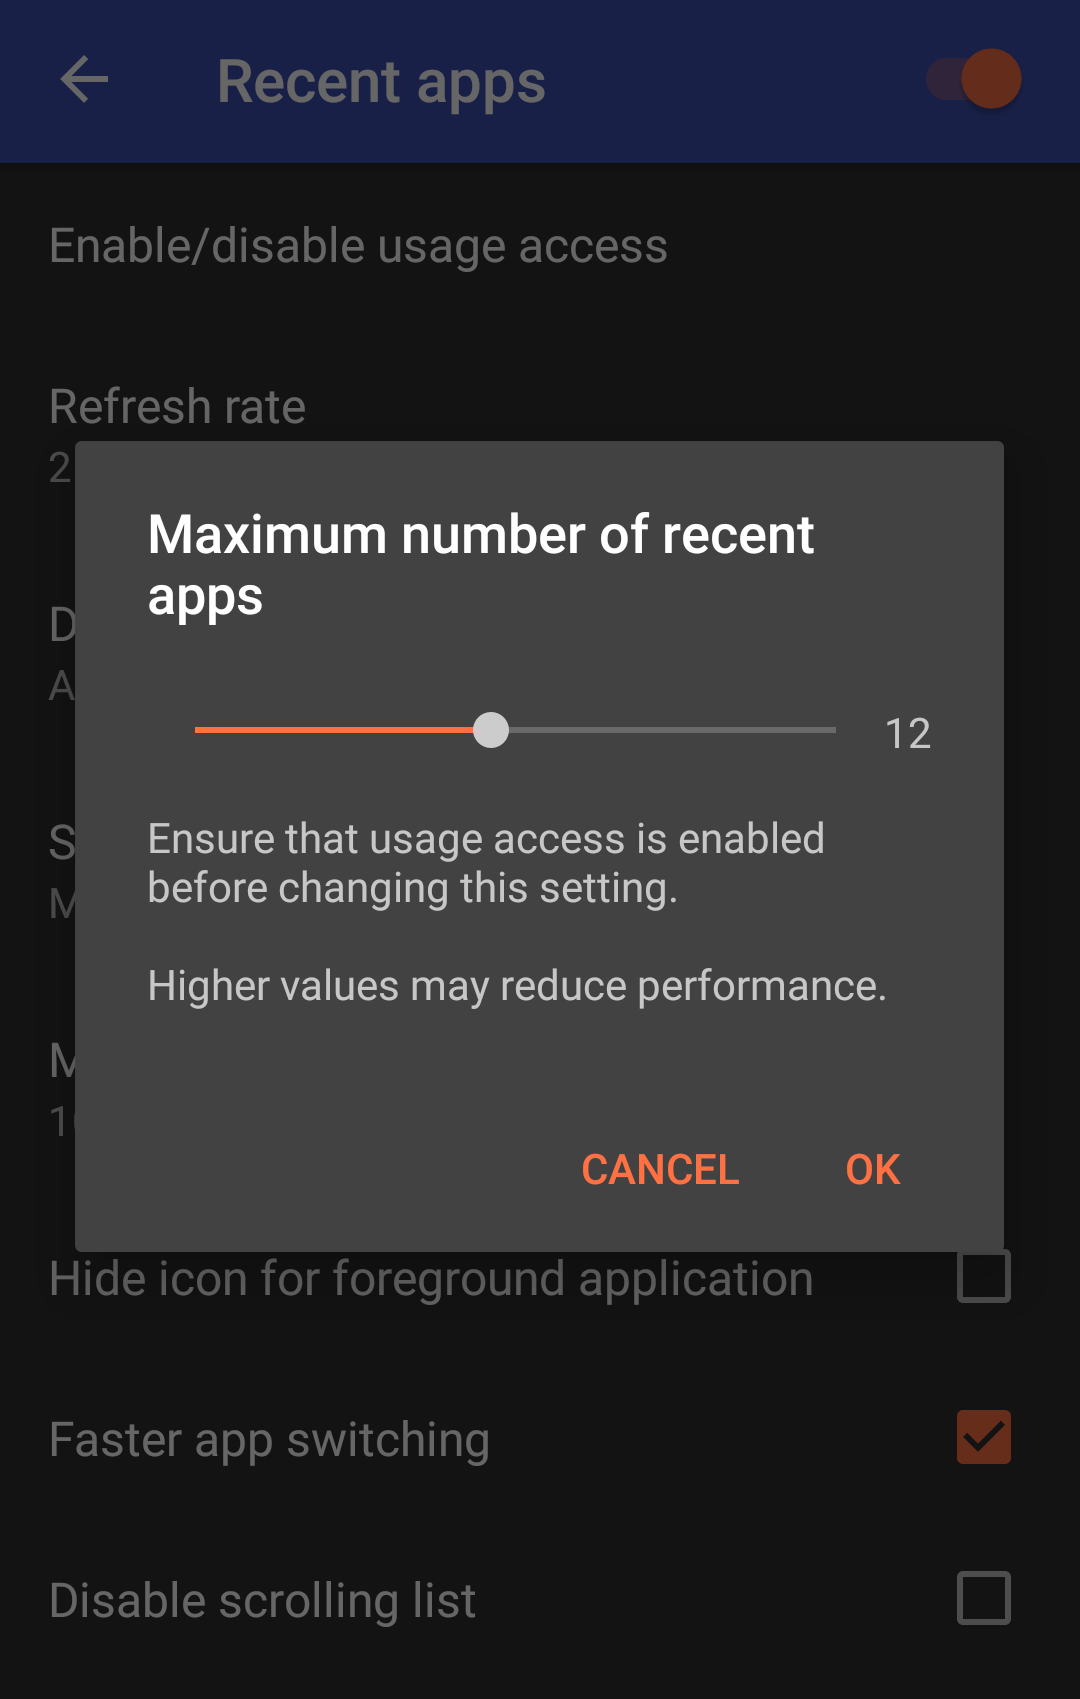 Recent apps
Enable/disable usage access
Refresh rate
2
Maximum number of recent
apps
12
Ensure that usage access is enabled
before changing this setting.
Higher values may reduce performance.
CANCEL OK
Hide icon for foreground application
Faster app switching
Disable scrolling list